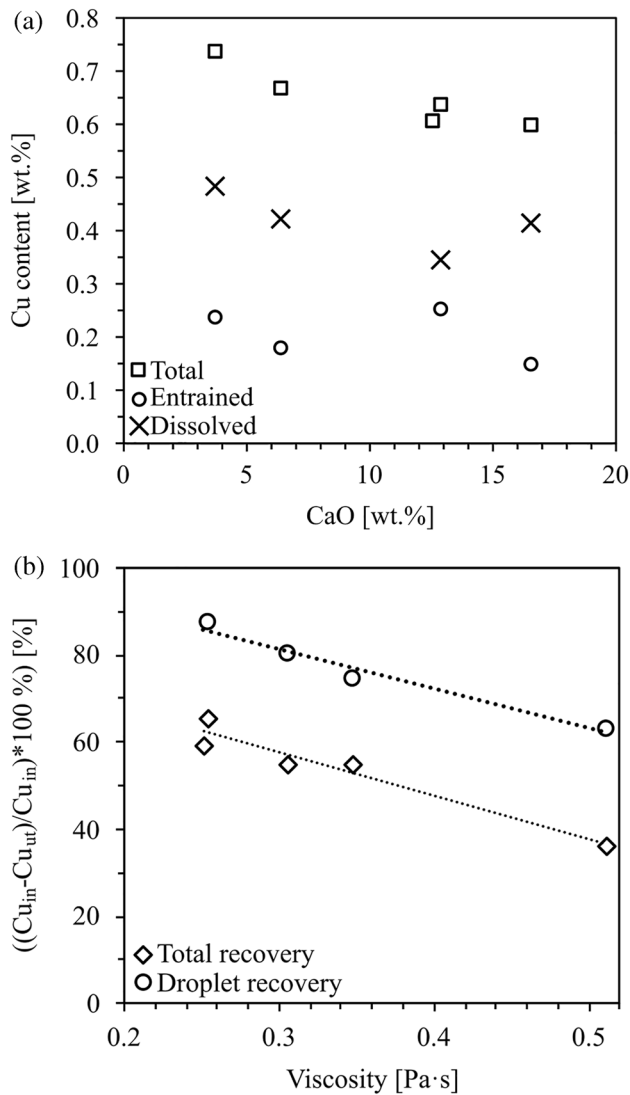 (a)
Cu content [wt.%]
0.8
0.7
0.6
0.5
0.4
0.3
0.2
0.1
0.0
Total
Entrained
Dissolved
0 5 10 15 20
CaO [wt.%]
(b)
((Cuin-Cuut)/Cuin)*100 %) [%]
100
80
60
40
20
0
Total recovery
Droplet recovery
0.2 0.3 0.4 0.5
Viscosity [Pa·s]